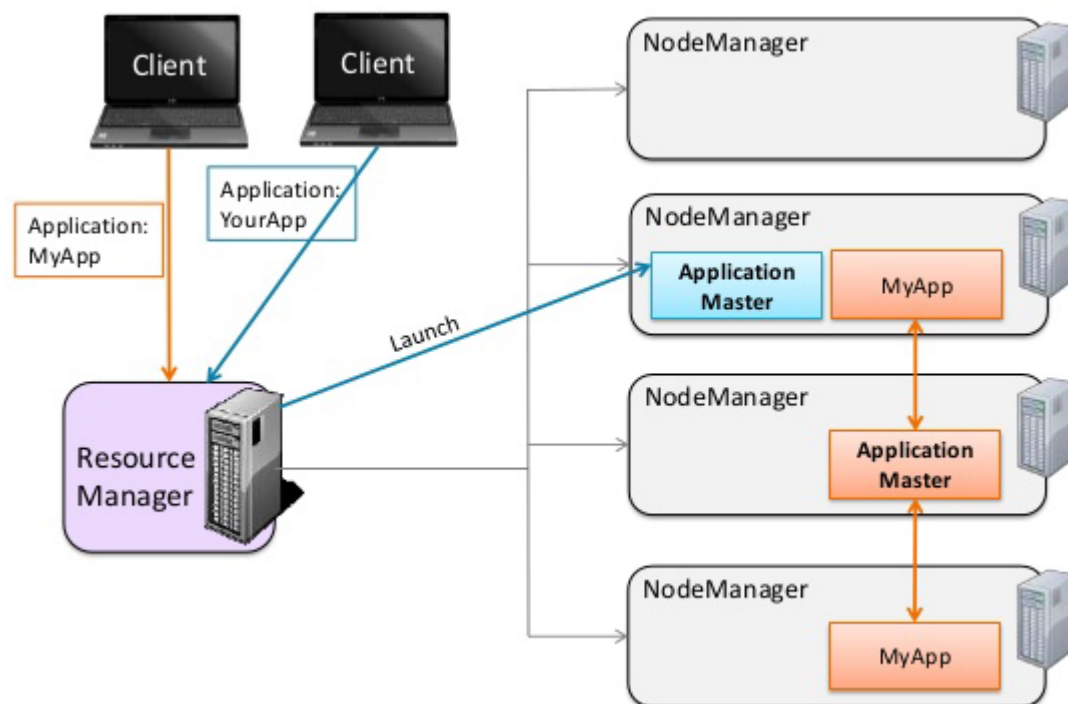 Client
Client
Application:
MyApp
Application:
YourApp
Launch
Resource
Manager
NodeManager
NodeManager
Application
Master
MyApp
NodeManager
Application
Master
NodeManager
MyApp